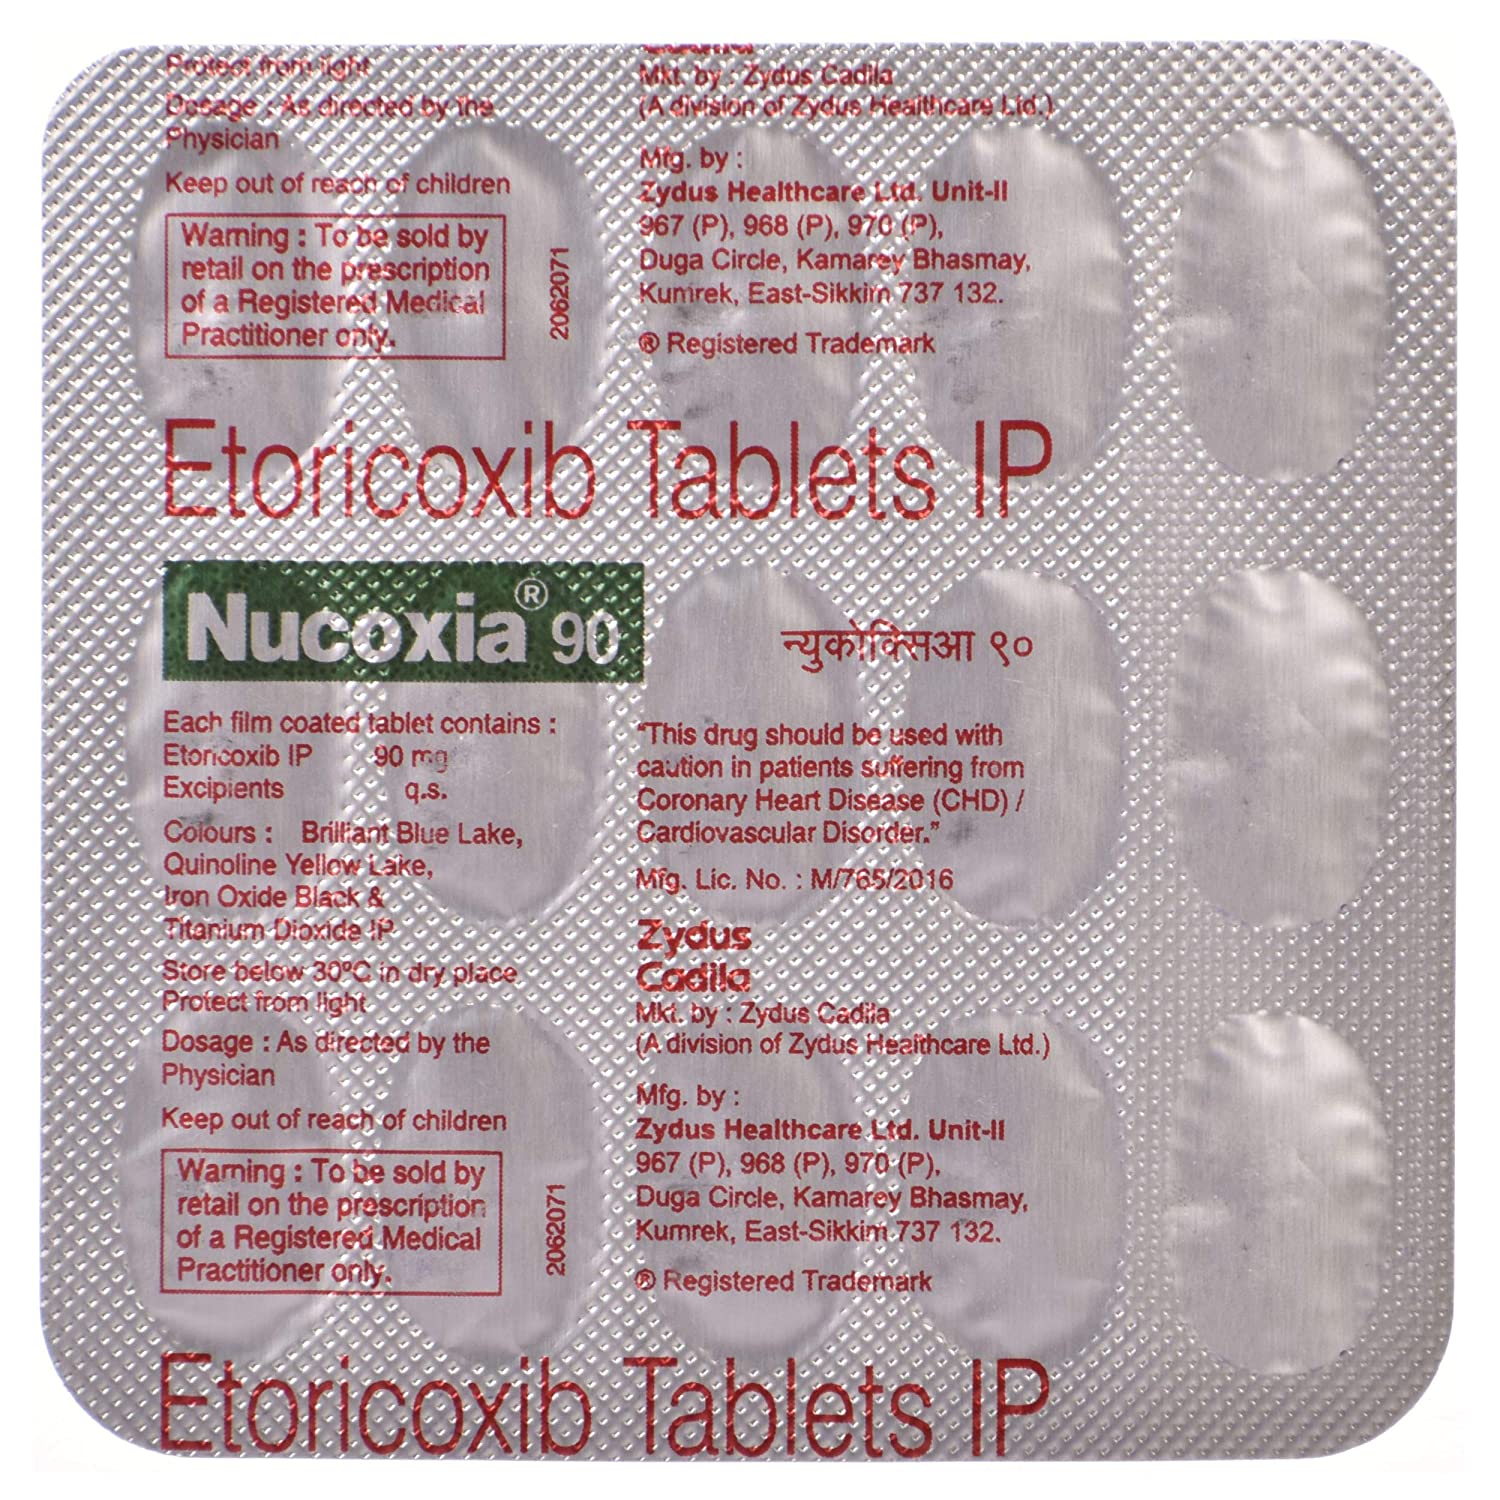 Protect from light
Dosage : As directed by the
Physician
Keep out of reach of children
Warning : To be sold by
retail on the prescription
of a Registered Medical
Practitioner only.
2062071
Cadila
Mkt. by : Zydus Cadila
(A division of Zydus Healthcare Ltd.)
Mfg. by :
Zydus Healthcare Ltd. Unit-II
967 (P), 968 (P), 970 (P),
Duga Circle, Kamarey Bhasmay,
Kumrek, East-Sikkim 737 132.
® Registered Trademark
Etoricoxib Tablets IP
Nucoxia® 90
न्युकोक्सिआ ९०
Each film coated tablet contains :
Etoricoxib IP 90 mg
Excipients q.s.
Colours : Brilliant Blue Lake,
Quinoline Yellow Lake,
Iron Oxide Black &
Titanium Dioxide IP
Store below 30°C in dry place
Protect from light
Dosage : As directed by the
Physician
Keep out of reach of children
Warning : To be sold by
retail on the prescription
of a Registered Medical
Practitioner only.
2062071
"This drug should be used with
caution in patients suffering from
Coronary Heart Disease (CHD) /
Cardiovascular Disorder."
Mfg. Lic. No. : M/765/2016
Zydus
Cadila
Mkt. by : Zydus Cadila
(A division of Zydus Healthcare Ltd.)
Mfg. by :
Zydus Healthcare Ltd. Unit-II
967 (P), 968 (P), 970 (P),
Duga Circle, Kamarey Bhasmay,
Kumrek, East-Sikkim 737 132.
® Registered Trademark
Etoricoxib Tablets IP